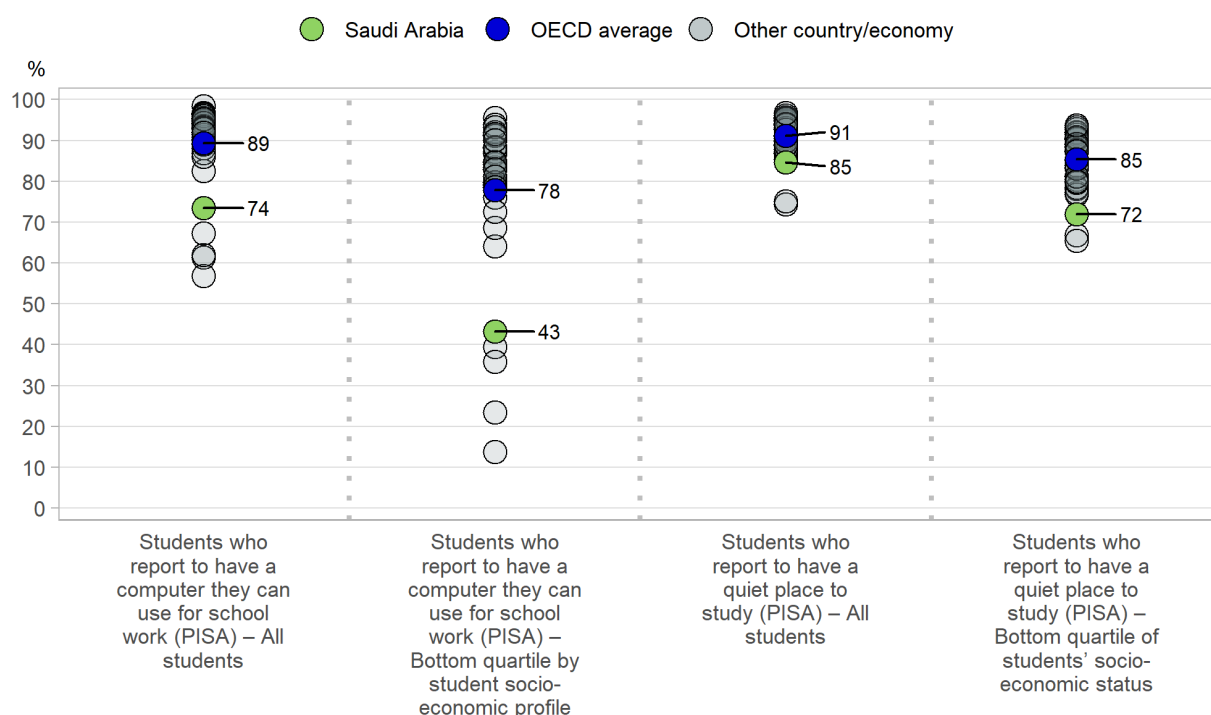 Saudi Arabia OECD average Other country/economy
%
100
90
80
70
60
50
40
30
20
10
0
89
74
78
43
91
85
85
72
Students who
report to have a
computer they can
use for school
work (PISA) – All
students
Students who
report to have a
computer they can
use for school
work (PISA) –
Bottom quartile by
student socio-
economic profile
Students who
report to have a
quiet place to
study (PISA) – All
students
Students who
report to have a
quiet place to
study (PISA) –
Bottom quartile of
students’ socio-
economic status